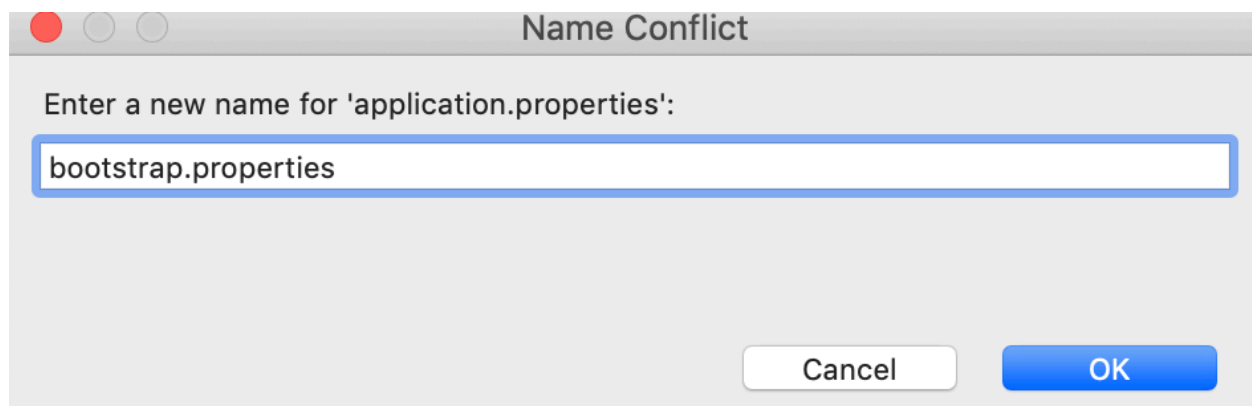 Name Conflict
Enter a new name for 'application.properties':
bootstrap.properties
Cancel OK